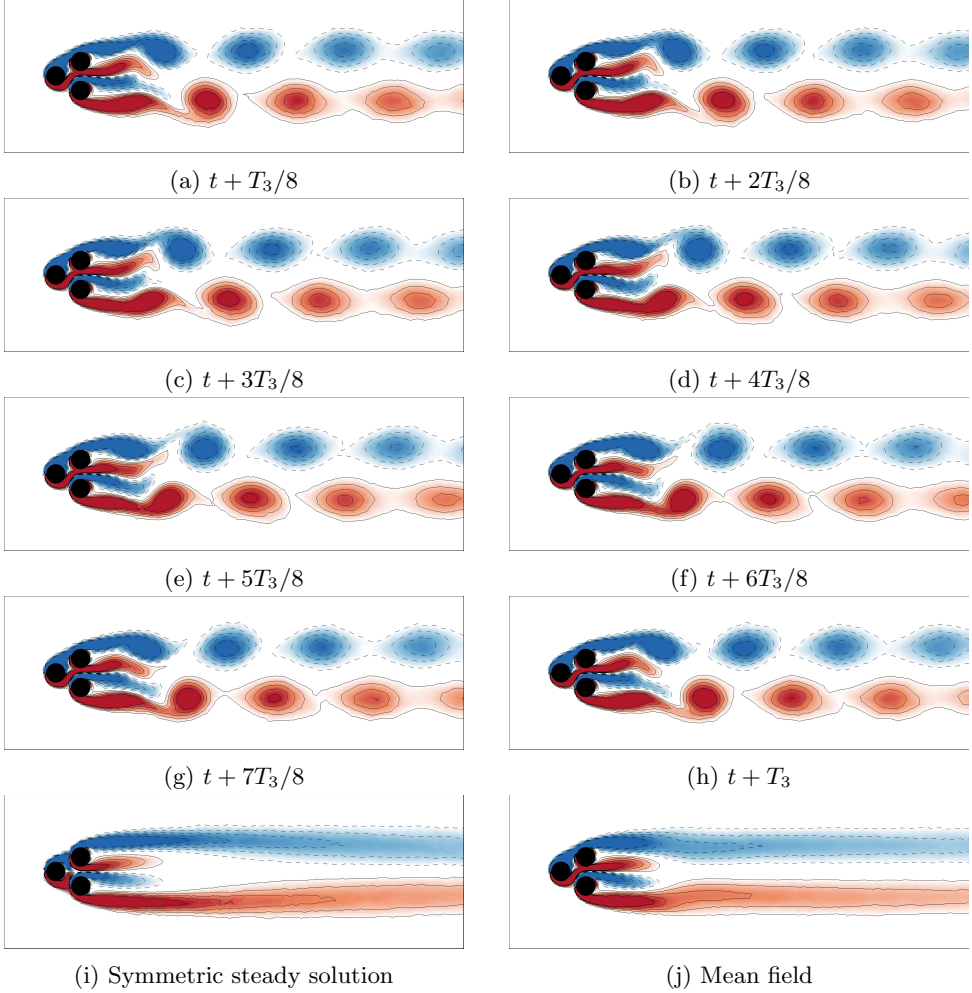 (a) t + T₃/8
(b) t + 2T₃/8
(c) t + 3T₃/8
(d) t + 4T₃/8
(e) t + 5T₃/8
(f) t + 6T₃/8
(g) t + 7T₃/8
(h) t + T₃
(i) Symmetric steady solution
(j) Mean field